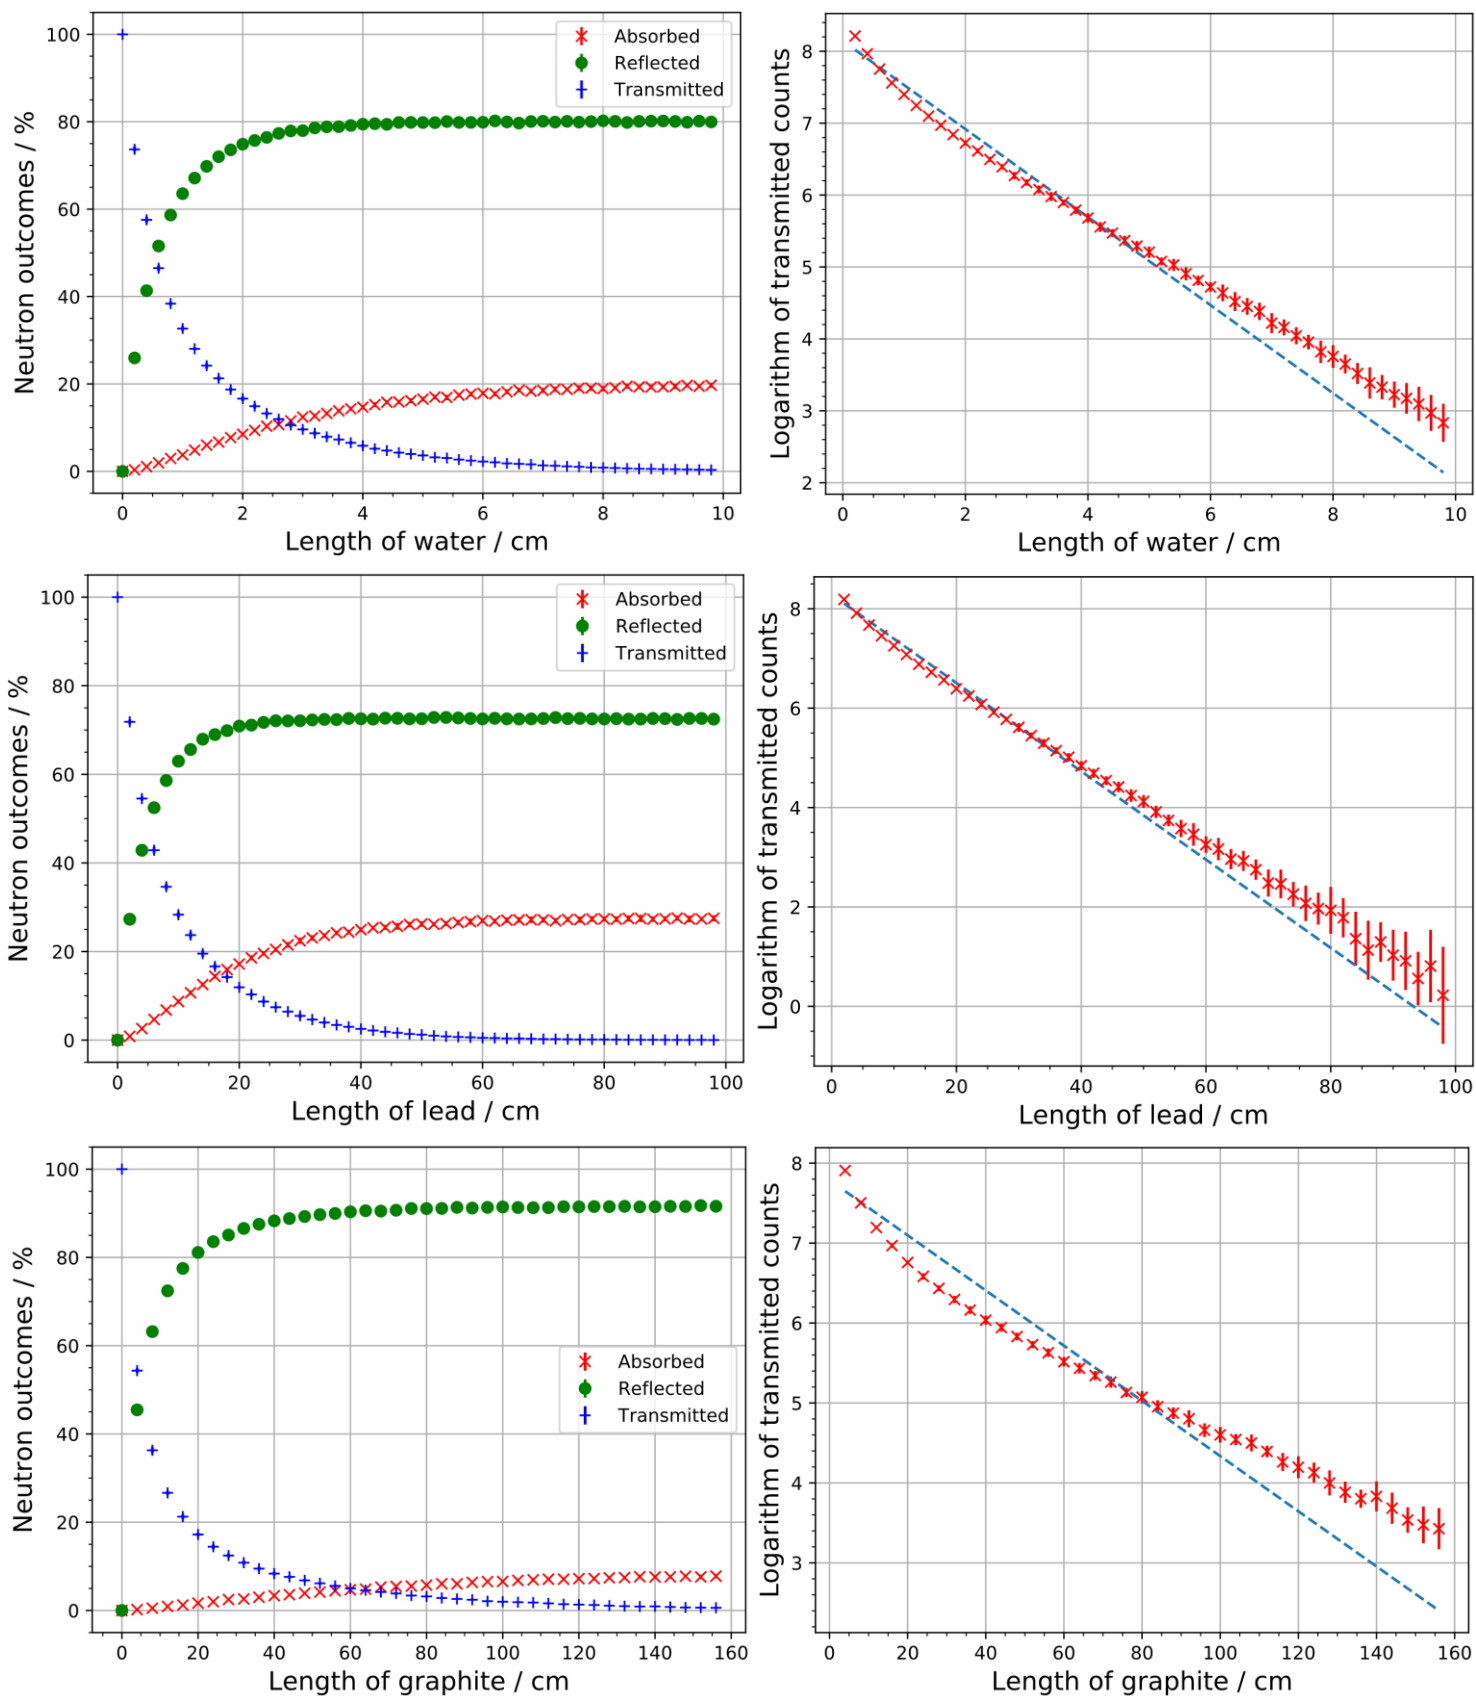 Neutron outcomes / %
100
80
60
40
20
0
Absorbed
Reflected
Transmitted
0 2 4 6 8 10
Length of water / cm
Logarithm of transmitted counts
8
7
6
5
4
3
2
0 2 4 6 8 10
Length of water / cm
Neutron outcomes / %
100
80
60
40
20
0
Absorbed
Reflected
Transmitted
0 20 40 60 80 100
Length of lead / cm
Logarithm of transmitted counts
8
6
4
2
0
0 20 40 60 80 100
Length of lead / cm
Neutron outcomes / %
100
80
60
40
20
0
Absorbed
Reflected
Transmitted
0 20 40 60 80 100 120 140 160
Length of graphite / cm
Logarithm of transmitted counts
8
7
6
5
4
3
0 20 40 60 80 100 120 140 160
Length of graphite / cm